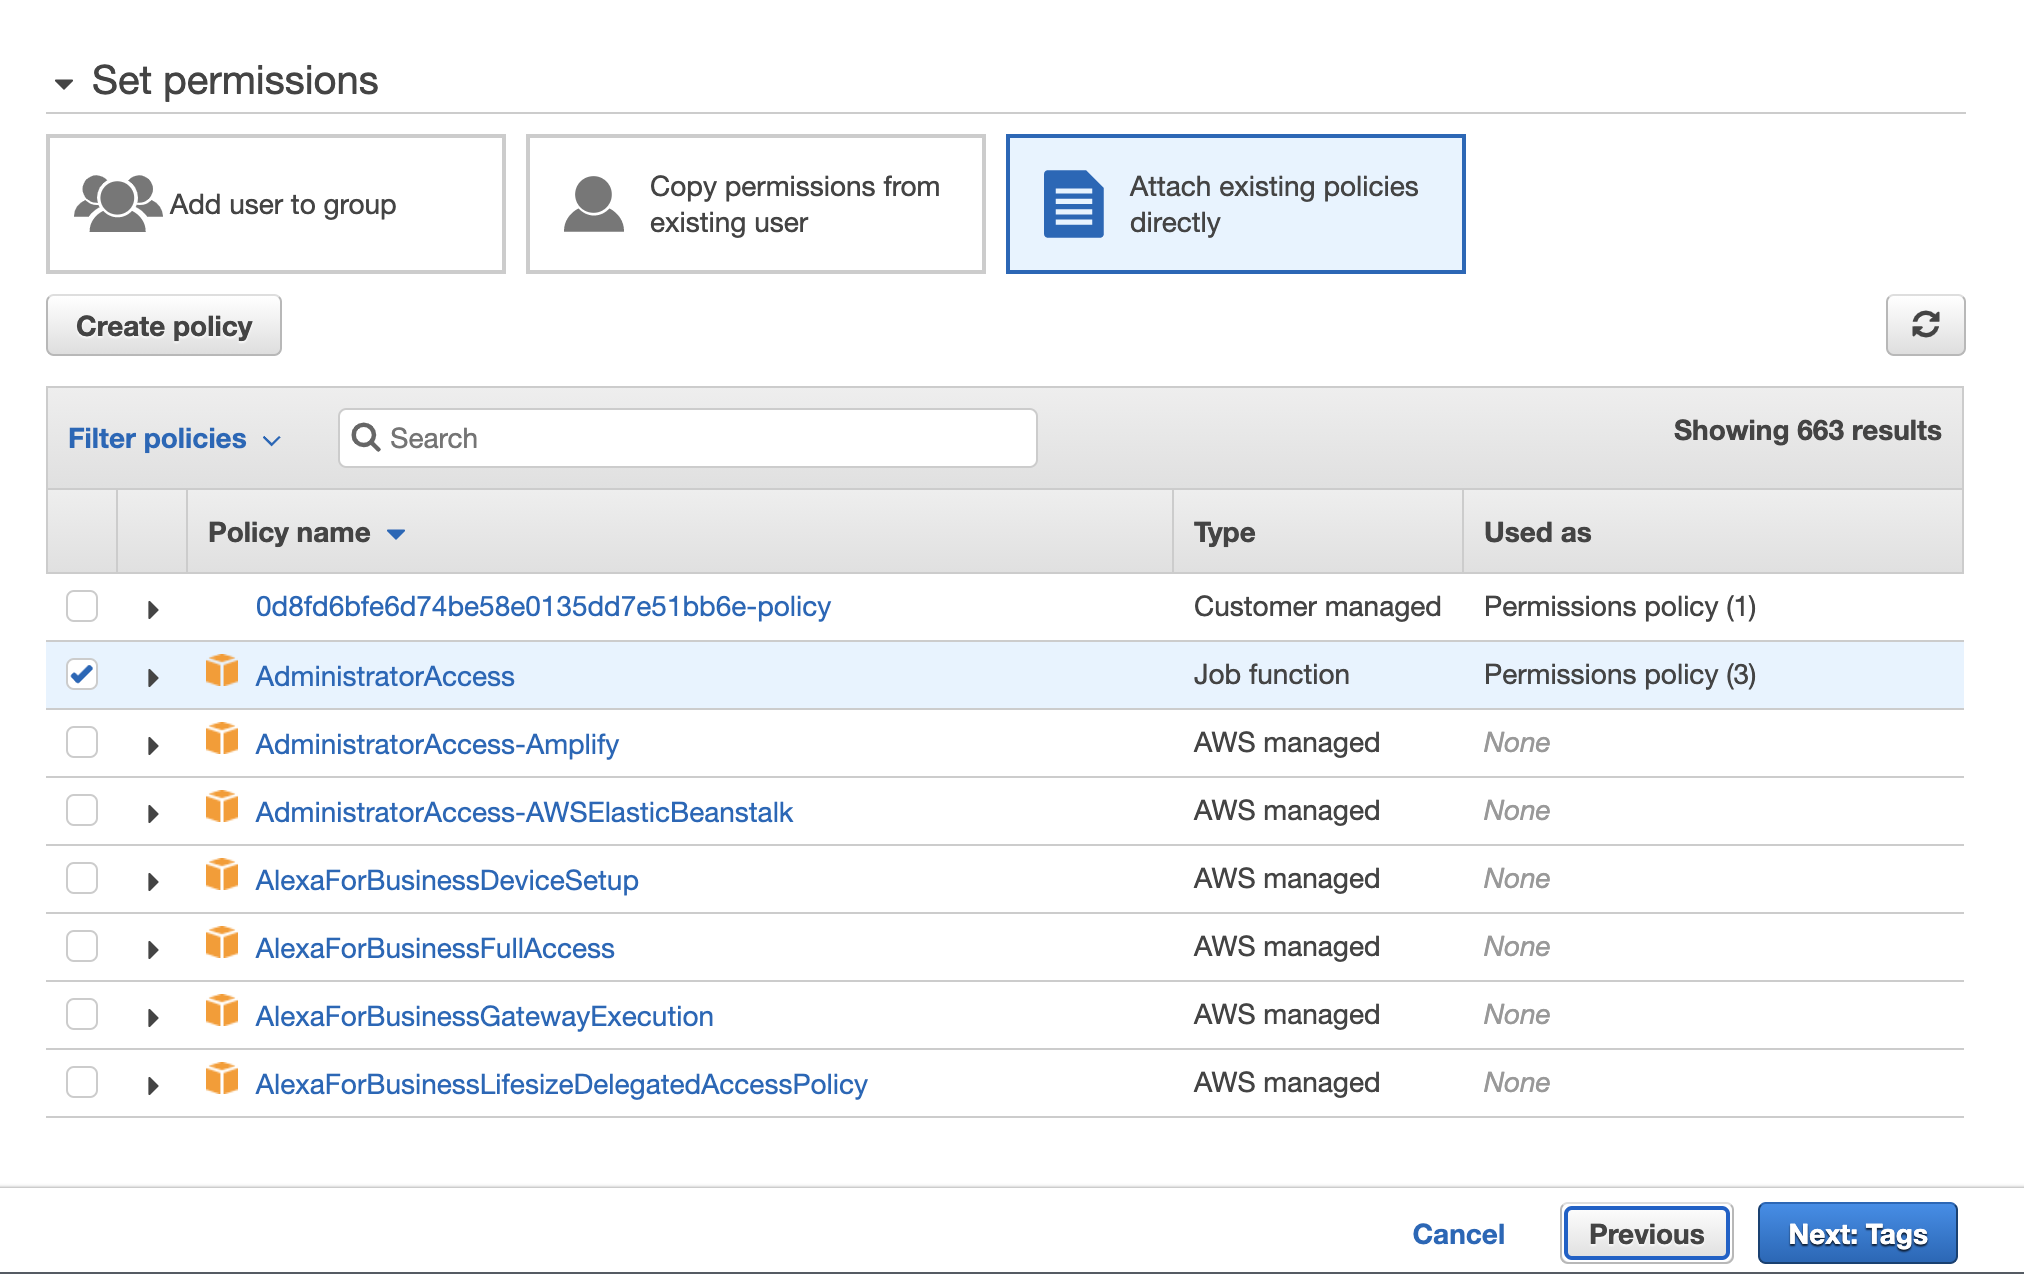 Set permissions
Add user to group
Copy permissions from
existing user
Attach existing policies
directly
Create policy
Filter policies
Search
Showing 663 results
Policy name Type Used as
0d8fd6bfe6d74be58e0135dd7e51bb6e-policy Customer managed Permissions policy (1)
AdministratorAccess Job function Permissions policy (3)
AdministratorAccess-Amplify AWS managed None
AdministratorAccess-AWSElasticBeanstalk AWS managed None
AlexaForBusinessDeviceSetup AWS managed None
AlexaForBusinessFullAccess AWS managed None
AlexaForBusinessGatewayExecution AWS managed None
AlexaForBusinessLifesizeDelegatedAccessPolicy AWS managed None
Cancel Previous Next: Tags